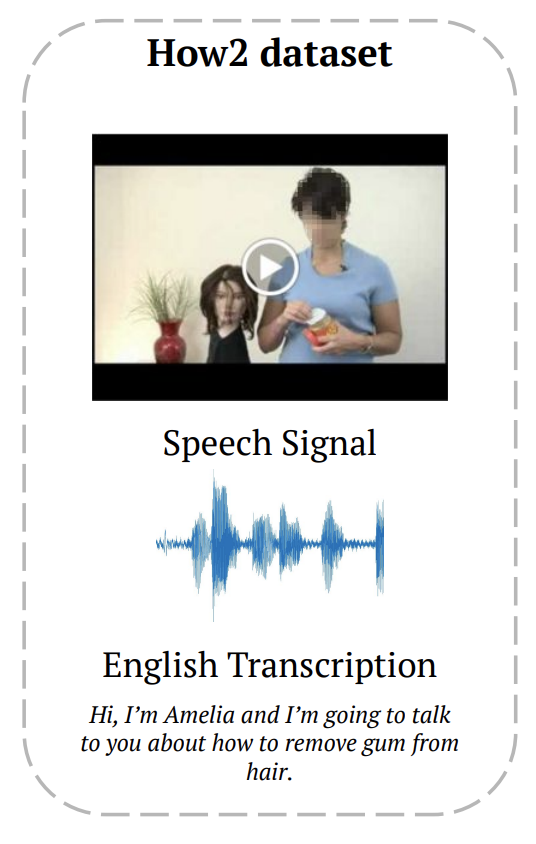 How2 dataset
Speech Signal
English Transcription
Hi, I’m Amelia and I’m going to talk
to you about how to remove gum from
hair.